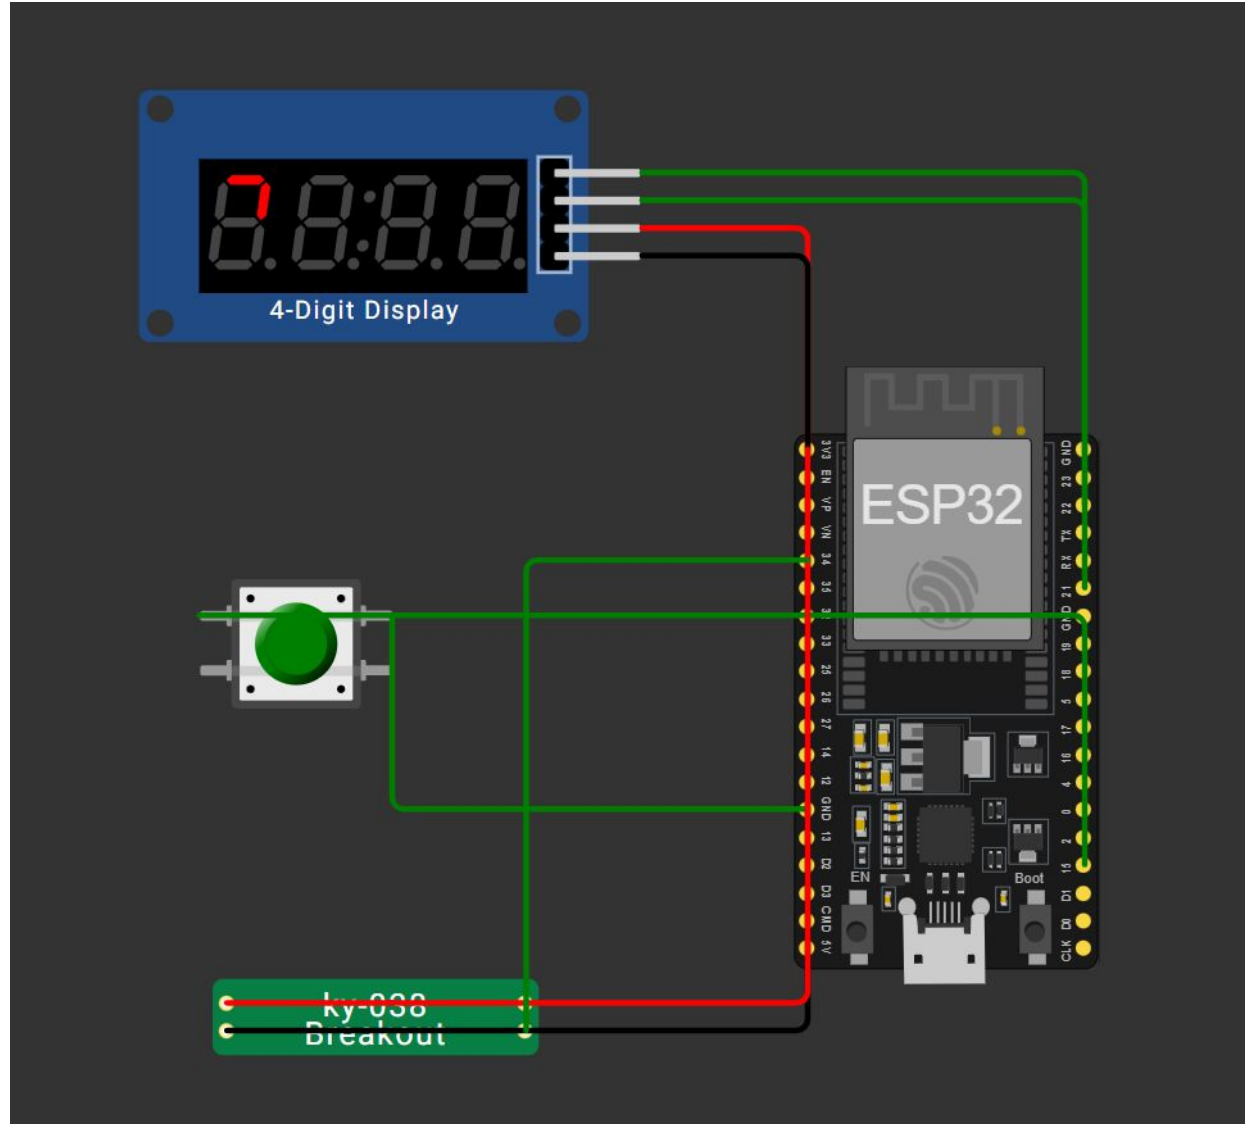 7
4-Digit Display
ESP32
3V3
EN
VP
VN
34
35
32
33
25
26
27
14
12
GND
13
D2
D3
CMD
5V
GND
23
22
TX
RX
21
GND
19
18
5
17
16
4
0
2
15
D1
D0
CLK
EN
Boot
ky-038
Breakout